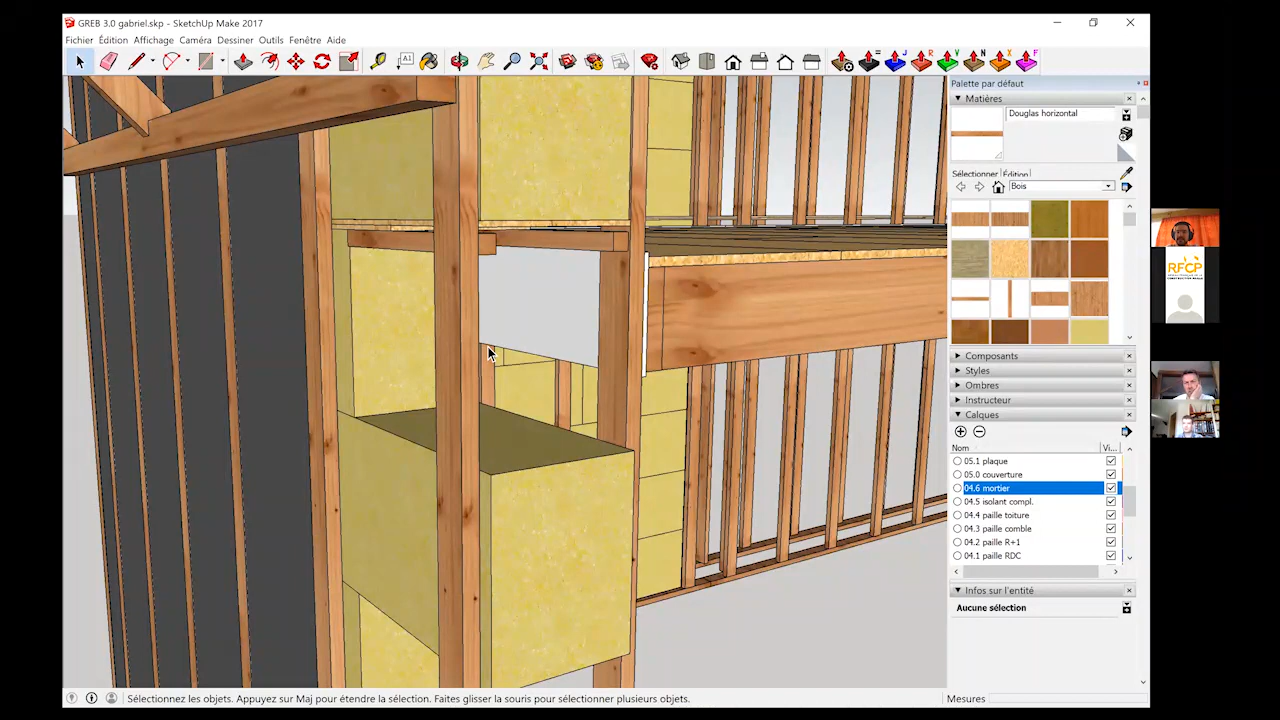 GREB 3.0 gabriel.skp - SketchUp Make 2017
Fichier Édition Affichage Caméra Dessiner Outils Fenêtre Aide
A1
= J R V N X F
Palette par défaut
Matières
Douglas horizontal
Sélectionner Édition
Bois
RFCP
Composants
Styles
Ombres
Instructeur
Calques
Nom Vi...
05.1 plaque
05.0 couverture
04.6 mortier
04.5 isolant compl.
04.4 paille toiture
04.3 paille comble
04.2 paille R+1
04.1 paille RDC
Infos sur l'entité
Aucune sélection
Sélectionnez les objets. Appuyez sur Maj pour étendre la sélection. Faites glisser la souris pour sélectionner plusieurs objets.
Mesures